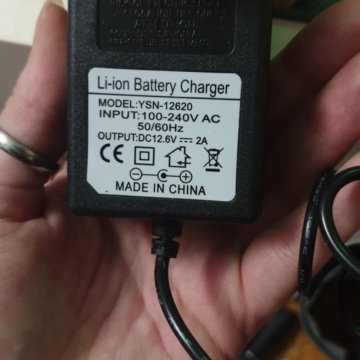 Li-ion Battery Charger
MODEL:YSN-12620
INPUT:100-240V AC
50/60Hz
OUTPUT:DC12.6V⎓2A
CE
MADE IN CHINA